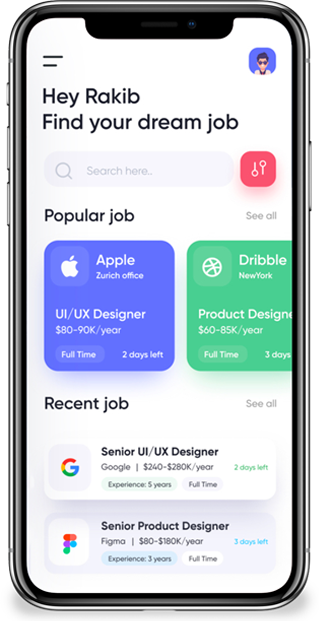 Hey Rakib
Find your dream job
Search here..
Popular job
See all
Apple
Zurich office
UI/UX Designer
$80-90K/year
Full Time
2 days left
Dribble
NewYork
Product Designe
$60-85K/year
Full Time
3 days
Recent job
See all
Senior UI/UX Designer
Google | $240-$280K/year
2 days left
Experience: 5 years
Full Time
Senior Product Designer
Figma | $80-$180K/year
3 days left
Experience: 3 years
Full Time